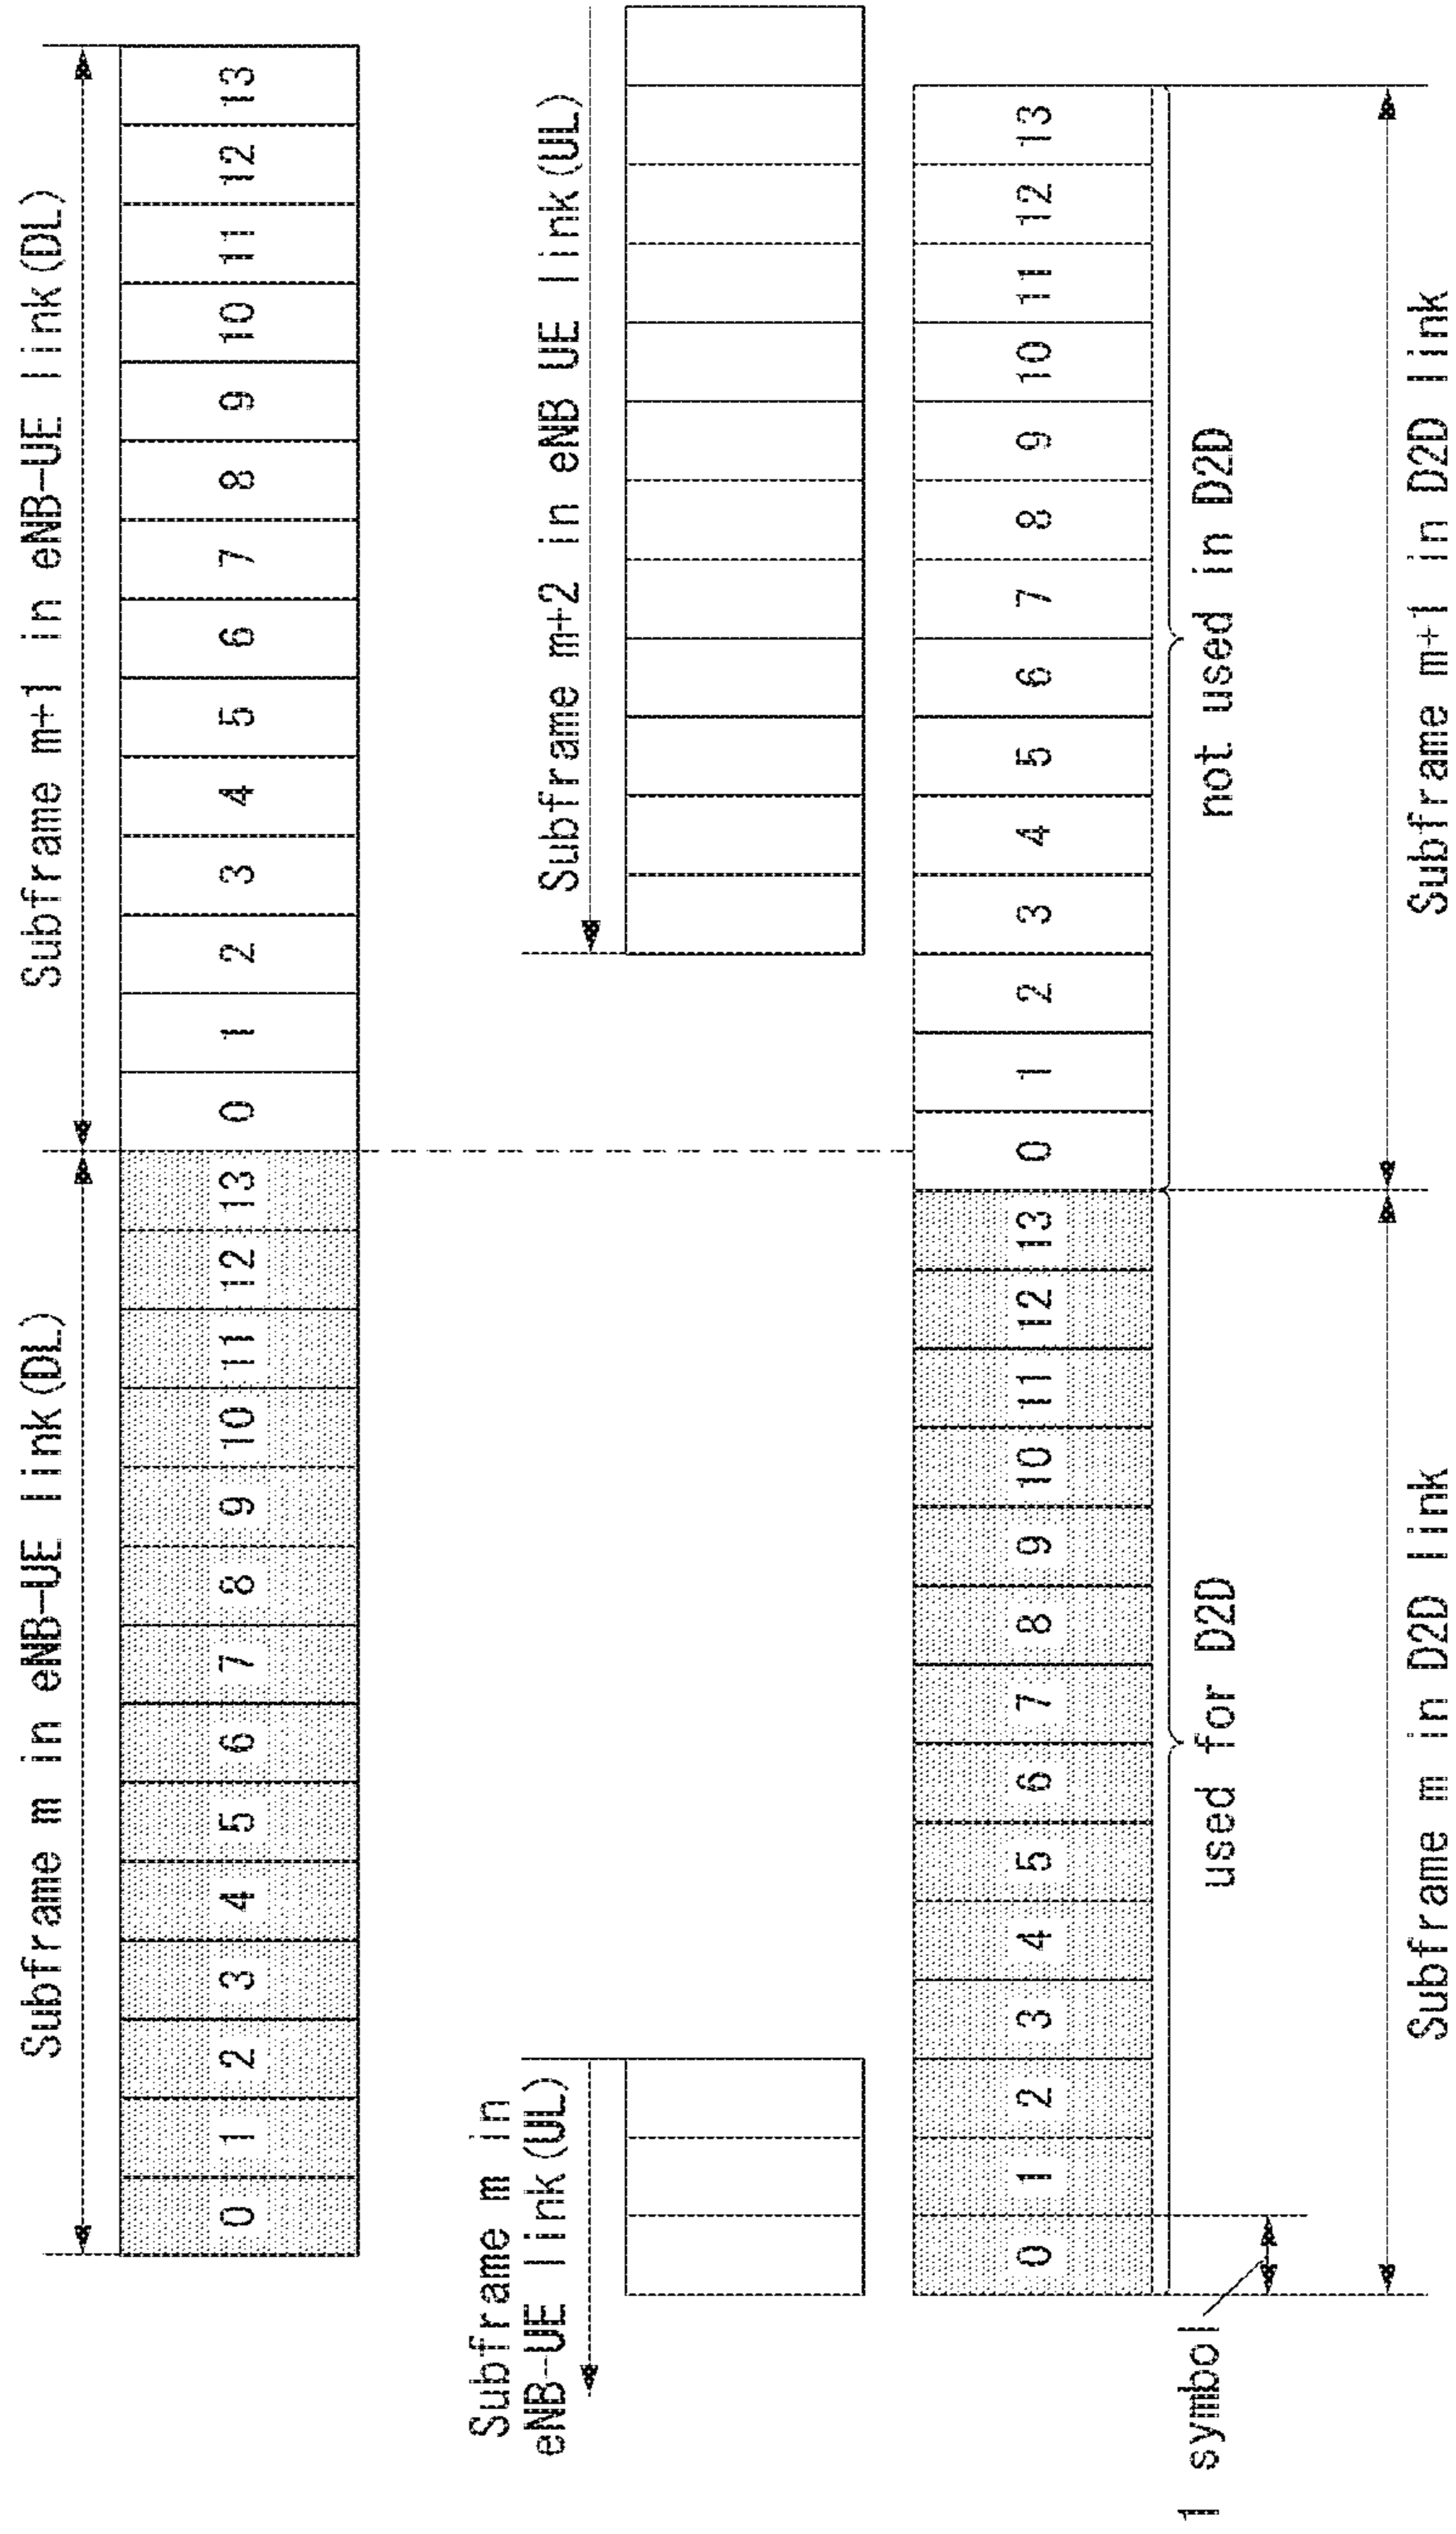 Subframe m in eNB-UE link(DL)
Subframe m+1 in eNB-UE link(DL)
0 1 2 3 4 5 6 7 8 9 10 11 12 13
0 1 2 3 4 5 6 7 8 9 10 11 12 13
Subframe m in
eNB-UE link(UL)
Subframe m+2 in eNB UE link(UL)
0 1 2 3 4 5 6 7 8 9 10 11 12 13
0 1 2 3 4 5 6 7 8 9 10 11 12 13
1 symbol
used for D2D
not used in D2D
Subframe m in D2D link
Subframe m+1 in D2D link